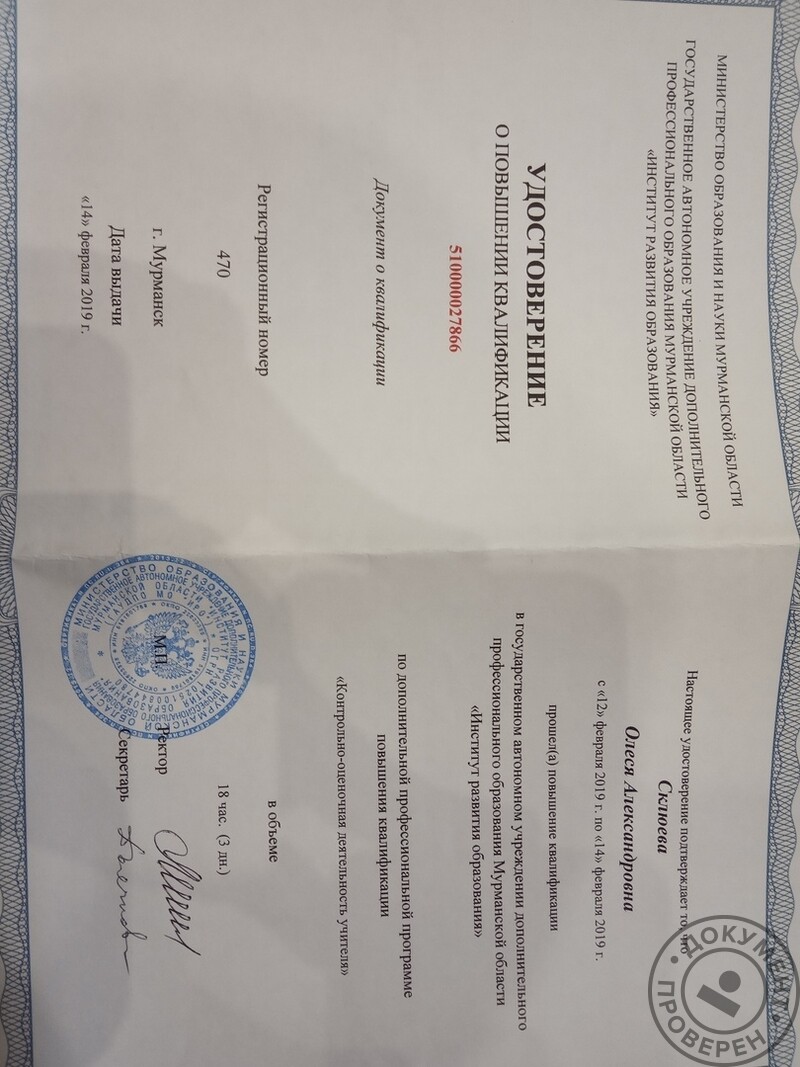 МИНИСТЕРСТВО ОБРАЗОВАНИЯ И НАУКИ МУРМАНСКОЙ ОБЛАСТИ
ГОСУДАРСТВЕННОЕ АВТОНОМНОЕ УЧРЕЖДЕНИЕ ДОПОЛНИТЕЛЬНОГО
ПРОФЕССИОНАЛЬНОГО ОБРАЗОВАНИЯ МУРМАНСКОЙ ОБЛАСТИ
«ИНСТИТУТ РАЗВИТИЯ ОБРАЗОВАНИЯ»
УДОСТОВЕРЕНИЕ
О ПОВЫШЕНИИ КВАЛИФИКАЦИИ
510000027866
Документ о квалификации
Регистрационный номер
470
г. Мурманск
Дата выдачи
«14» февраля 2019 г.
Настоящее удостоверение подтверждает то, что
Склюева
Олеся Александровна
с «12» февраля 2019 г. по «14» февраля 2019 г.
прошел(а) повышение квалификации
в государственном автономном учреждении дополнительного
профессионального образования Мурманской области
«Институт развития образования»
по дополнительной профессиональной программе
повышения квалификации
«Контрольно-оценочная деятельность учителя»
в объеме
18 час. (3 дн.)
М.П.
Ректор
Секретарь
ДОКУМЕНТ
ПРОВЕРЕН